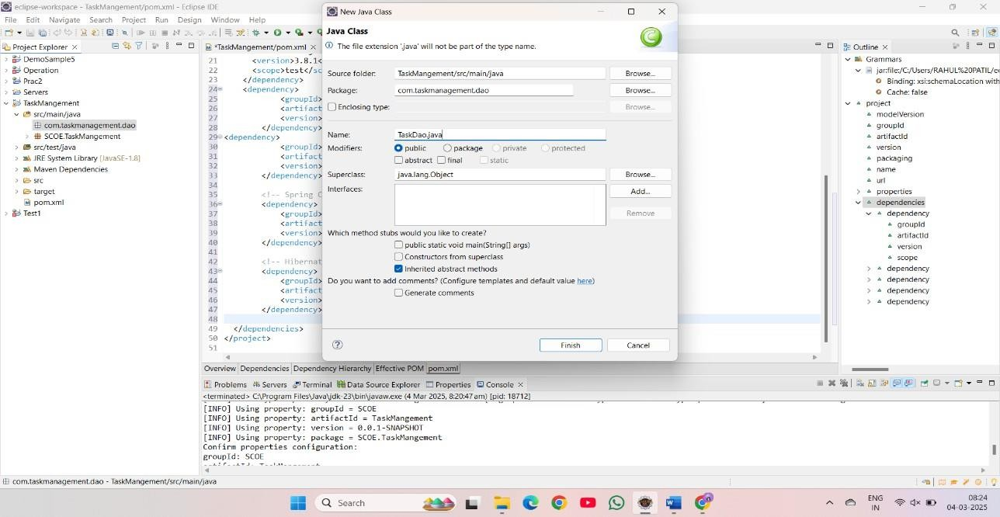 eclipse-workspace - TaskMangement/pom.xml - Eclipse IDE
File Edit Navigate Search Project Run Design Window Help
Project Explorer
DemoSample5
Operation
Prac2
Servers
TaskMangement
src/main/java
com.taskmanagement.dao
SCOE.TaskMangement
src/test/java
JRE System Library [JavaSE-1.8]
Maven Dependencies
src
target
pom.xml
Test1
*TaskMangement/pom.xml
21 <version>3.8.1<
22 <scope>test</sc
23 </dependency>
24 <dependency>
25 <groupId>
26 <artifact
27 <version>
28 </dependency>
29 <dependency>
30 <groupId>
31 <artifact
32 <version>
33 </dependency>
34
35 <!-- Spring C
36 <dependency>
37 <groupId>
38 <artifact
39 <version>
40 </dependency>
41
42 <!-- Hibernat
43 <dependency>
44 <groupId>
45 <artifact
46 <version>
47 </dependency>
48
49 </dependencies>
50 </project>
51
Overview Dependencies Dependency Hierarchy Effective POM pom.xml
New Java Class
Java Class
The file extension '.java' will not be part of the type name.
Source folder: TaskMangement/src/main/java Browse...
Package: com.taskmanagement.dao Browse...
Enclosing type: Browse...
Name: TaskDao.java
Modifiers: public package private protected
abstract final static
Superclass: java.lang.Object Browse...
Interfaces: Add...
Remove
Which method stubs would you like to create?
public static void main(String[] args)
Constructors from superclass
Inherited abstract methods
Do you want to add comments? (Configure templates and default value here)
Generate comments
Finish Cancel
Outline
Grammars
jar:file:/C:/Users/RAHUL%20PATIL/ec
Binding: xsi:schemaLocation with
Cache: false
project
modelVersion
groupId
artifactId
version
packaging
name
url
properties
dependencies
dependency
groupId
artifactId
version
scope
dependency
dependency
dependency
dependency
Problems Servers Terminal Data Source Explorer Properties Console
<terminated> C:\Program Files\Java\jdk-23\bin\javaw.exe (4 Mar 2025, 8:20:47 am) [pid: 18712]
[INFO] Using property: groupId = SCOE
[INFO] Using property: artifactId = TaskMangement
[INFO] Using property: version = 0.0.1-SNAPSHOT
[INFO] Using property: package = SCOE.TaskMangement
Confirm properties configuration:
groupId: SCOE
artifactId: TaskMangement
com.taskmanagement.dao - TaskMangement/src/main/java
Search
ENG
IN
08:24
04-03-2025